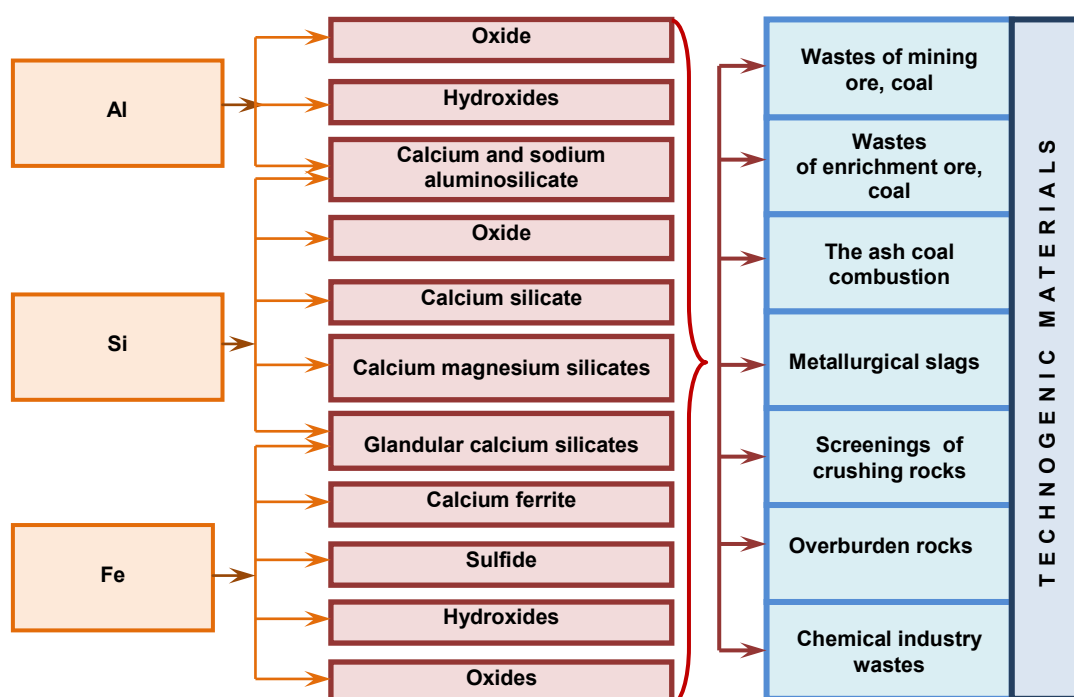 Al
Si
Fe
Oxide
Hydroxides
Calcium and sodium
aluminosilicate
Oxide
Calcium silicate
Calcium magnesium silicates
Glandular calcium silicates
Calcium ferrite
Sulfide
Hydroxides
Oxides
Wastes of mining
ore, coal
Wastes
of enrichment ore,
coal
The ash coal
combustion
Metallurgical slags
Screenings of
crushing rocks
Overburden rocks
Chemical industry
wastes
TECHNOGENIC MATERIALS